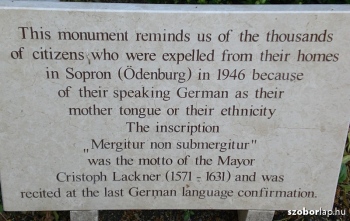 This monument reminds us of the thousands
of citizens, who were expelled from their homes
in Sopron (Ödenburg) in 1946 because
of their speaking German as their
mother tongue or their ethnicity
The inscription
„Mergitur non submergitur"
was the motto of the Mayor
Cristoph Lackner (1571 - 1631) and was
recited at the last German language confirmation.
szoborlap.hu